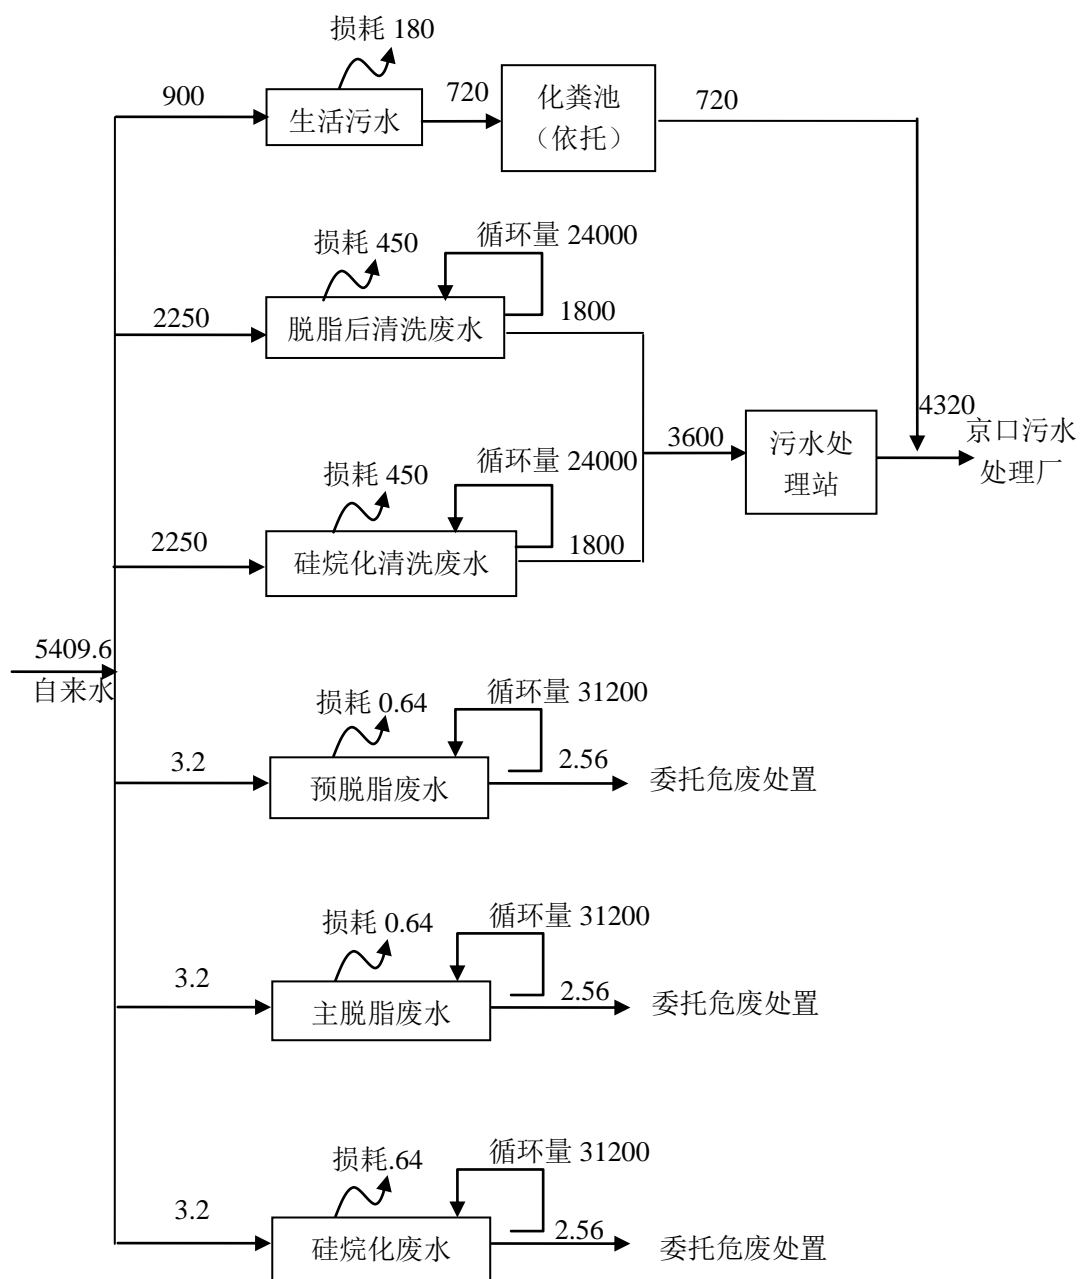 损耗 180
900
生活污水
720
化粪池
（依托）
720
损耗 450
循环量 24000
2250
脱脂后清洗废水
1800
损耗 450
循环量 24000
2250
硅烷化清洗废水
1800
3600
污水处
理站
4320
京口污水
处理厂
5409.6
自来水
损耗 0.64
循环量 31200
3.2
预脱脂废水
2.56
委托危废处置
损耗 0.64
循环量 31200
3.2
主脱脂废水
2.56
委托危废处置
损耗.64
循环量 31200
3.2
硅烷化废水
2.56
委托危废处置